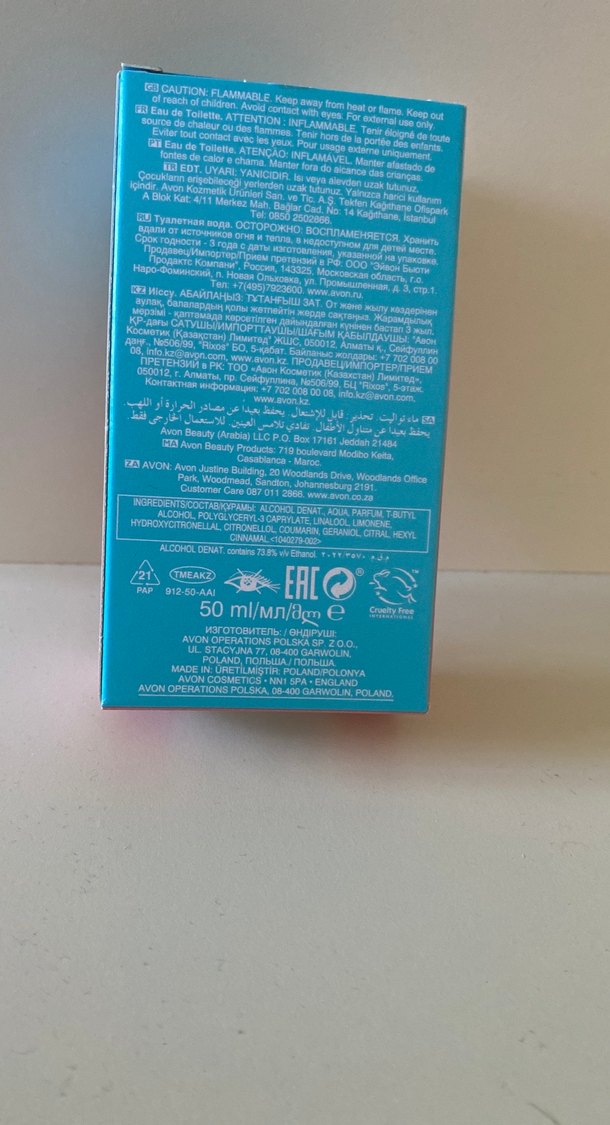 GB CAUTION: FLAMMABLE. Keep away from heat or flame. Keep out
of reach of children. Avoid contact with eyes. For external use only
FR Eau de Toilette. ATTENTION : INFLAMMABLE. Tenir éloigné de toute
source de chaleur ou des flammes. Tenir hors de la portée des enfants.
Eviter tout contact avec les yeux. Pour usage externe uniquement.
PT Eau de Toilette. ATENÇÃO: INFLAMÁVEL. Manter afastado de
fontes de calor e chama. Manter fora do alcance das crianças.
TR EDT. UYARI: YANICIDIR. Isı veya alevden uzak tutunuz.
Çocukların erişebileceği yerlerden uzak tutunuz. Yalnızca harici kullanım
içindir. Avon Kozmetik Ürünleri San. ve Tic. A.Ş. Tekfen Kağıthane Ofispark
A Blok Kat: 4/11 Merkez Mah. Bağlar Cad. No: 14 Kağıthane, İstanbul
Tel: 0850 2502866.
RU Туалетная вода. ОСТОРОЖНО: ВОСПЛАМЕНЯЕТСЯ. Хранить
вдали от источников огня и тепла, в недоступном для детей месте.
Срок годности - 3 года с даты изготовления, указанной на упаковке.
Продавец/Импортер/Прием претензий в РФ: ООО "Эйвон Бьюти
Продактс Компани", Россия, 143325, Московская область, г.о.
Наро-Фоминский, п. Новая Ольховка, ул. Промышленная, д. 3, стр.1.
Тел: +7(495)7923600. www.avon.ru.
KZ Иіссу. АБАЙЛАҢЫЗ: ТҰТАНҒЫШ ЗАТ. От және жылу көздерінен
аулақ, балалардың қолы жетпейтін жерде сақтаңыз. Жарамдылық
мерзімі - қаптамада көрсетілген дайындалған күнінен бастап 3 жыл.
ҚР-дағы САТУШЫ/ИМПОРТТАУШЫ/ШАҒЫМ ҚАБЫЛДАУШЫ: "Авон
Косметик (Қазақстан) Лимитед" ЖШС, 050012, Алматы қ., Сейфуллин
даңғ., №506/99, "Rixos" БО, 5-қабат. Байланыс жолдары: +7 702 008 00
08, info.kz@avon.com, www.avon.kz. ПРОДАВЕЦ/ИМПОРТЕР/ПРИЕМ
ПРЕТЕНЗИЙ в РК: ТОО «Авон Косметик (Казахстан) Лимитед»,
050012, г. Алматы, пр. Сейфуллина, №506/99, БЦ "Rixos", 5-этаж.
Контактная информация: +7 702 008 00 08, info.kz@avon.com,
www.avon.kz.
SA ماء تواليت. تحذير: قابل للإشتعال. يحفظ بعيدا عن مصادر الحرارة أو اللهب.
يحفظ بعيدا عن متناول الأطفال. تفادي تلامس العينين. للاستعمال الخارجي فقط.
Avon Beauty (Arabia) LLC P.O. Box 17161 Jeddah 21484
MA Avon Beauty Products: 719 boulevard Modibo Keita,
Casablanca - Maroc.
ZA AVON: Avon Justine Building, 20 Woodlands Drive, Woodlands Office
Park, Woodmead, Sandton, Johannesburg 2191.
Customer Care 087 011 2866. www.avon.co.za
INGREDIENTS/СОСТАВ/ҚҰРАМЫ: ALCOHOL DENAT., AQUA, PARFUM, T-BUTYL
ALCOHOL, POLYGLYCERYL-3 CAPRYLATE, LINALOOL, LIMONENE,
HYDROXYCITRONELLAL, CITRONELLOL, COUMARIN, GERANIOL, CITRAL, HEXYL
CINNAMAL <1040279-002>
ALCOHOL DENAT. contains 73.8% v/v Ethanol. م.ق.م. ٢٠٢٢/٣٥٧٠
21
PAP
TMEAKZ
912-50-AAI
EAC
®
Cruelty Free
INTERNATIONAL
™
50 ml/мл/მლ e
ИЗГОТОВИТЕЛЬ: / ӨНДІРУШІ:
AVON OPERATIONS POLSKA SP. Z O.O.,
UL. STACYJNA 77, 08-400 GARWOLIN,
POLAND, ПОЛЬША / ПОЛЬША.
MADE IN: ÜRETİLMİŞTİR: POLAND/POLONYA
AVON COSMETICS • NN1 5PA • ENGLAND
AVON OPERATIONS POLSKA, 08-400 GARWOLIN, POLAND.